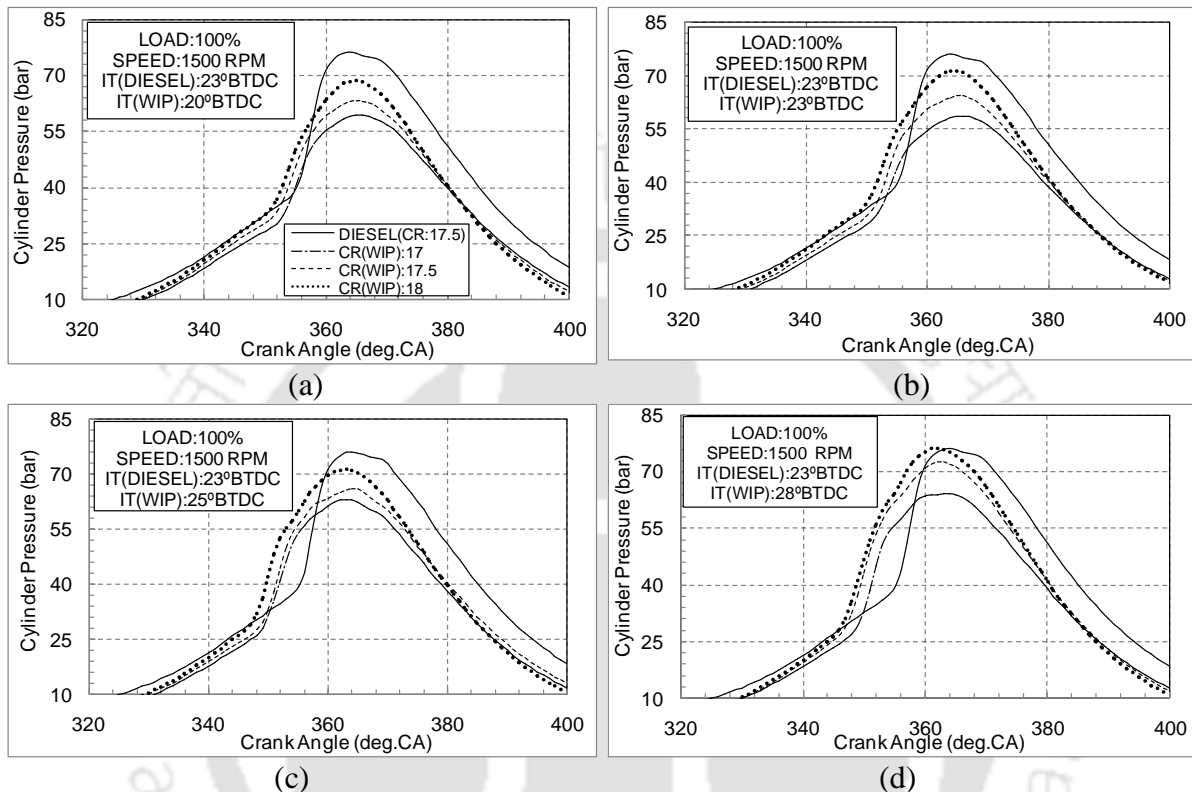 85
70
55
40
25
10
Cylinder Pressure (bar)
LOAD:100%
SPEED:1500 RPM
IT(DIESEL):23ºBTDC
IT(WIP):20ºBTDC
DIESEL(CR:17.5)
CR(WIP):17
CR(WIP):17.5
CR(WIP):18
320 340 360 380 400
Crank Angle (deg.CA)
(a)
85
70
55
40
25
10
Cylinder Pressure (bar)
LOAD:100%
SPEED:1500 RPM
IT(DIESEL):23ºBTDC
IT(WIP):23ºBTDC
320 340 360 380 400
Crank Angle (deg.CA)
(b)
85
70
55
40
25
10
Cylinder Pressure (bar)
LOAD:100%
SPEED:1500 RPM
IT(DIESEL):23ºBTDC
IT(WIP):25ºBTDC
320 340 360 380 400
Crank Angle (deg.CA)
(c)
85
70
55
40
25
10
Cylinder Pressure (bar)
LOAD:100%
SPEED:1500 RPM
IT(DIESEL):23ºBTDC
IT(WIP):28ºBTDC
320 340 360 380 400
Crank Angle (deg.CA)
(d)